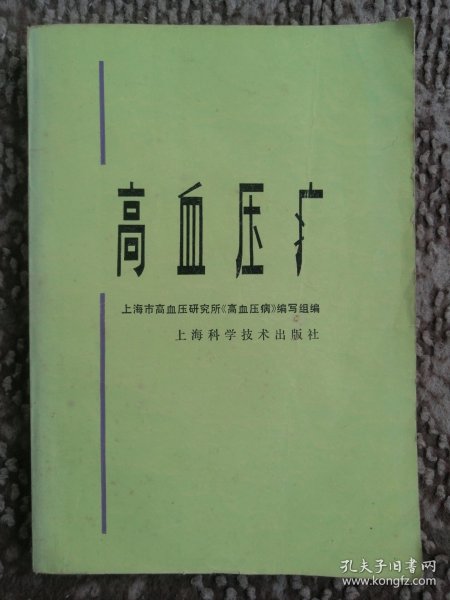 高血压疒
上海市高血压研究所《高血压病》编写组编
上海科学技术出版社
孔夫子旧书网
www.kongfz.com